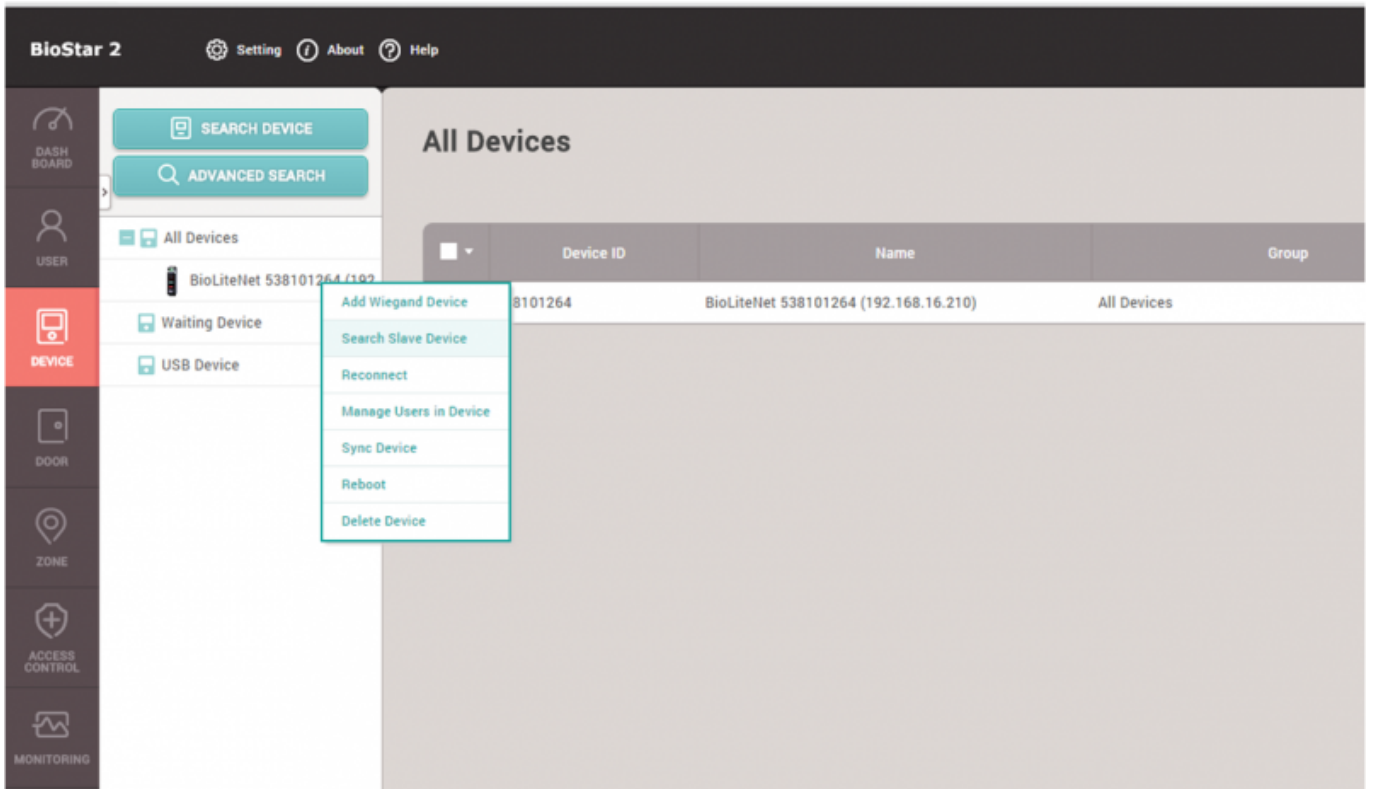 BioStar 2
Setting
About
Help
DASH
BOARD
USER
DEVICE
DOOR
ZONE
ACCESS
CONTROL
MONITORING
SEARCH DEVICE
ADVANCED SEARCH
All Devices
BioLiteNet 538101264 (192
Waiting Device
USB Device
Add Wiegand Device
Search Slave Device
Reconnect
Manage Users in Device
Sync Device
Reboot
Delete Device
All Devices
Device ID
Name
Group
8101264
BioLiteNet 538101264 (192.168.16.210)
All Devices